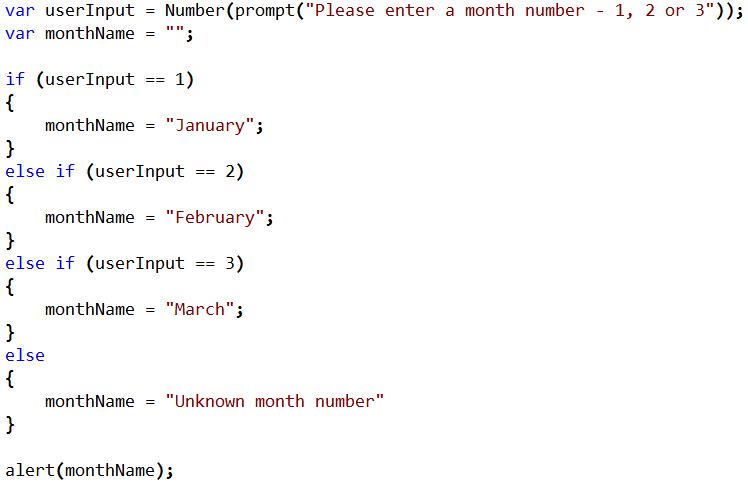 var userInput = Number(prompt("Please enter a month number - 1, 2 or 3"));
var monthName = "";

if (userInput == 1)
{
    monthName = "January";
}
else if (userInput == 2)
{
    monthName = "February";
}
else if (userInput == 3)
{
    monthName = "March";
}
else
{
    monthName = "Unknown month number"
}

alert(monthName);